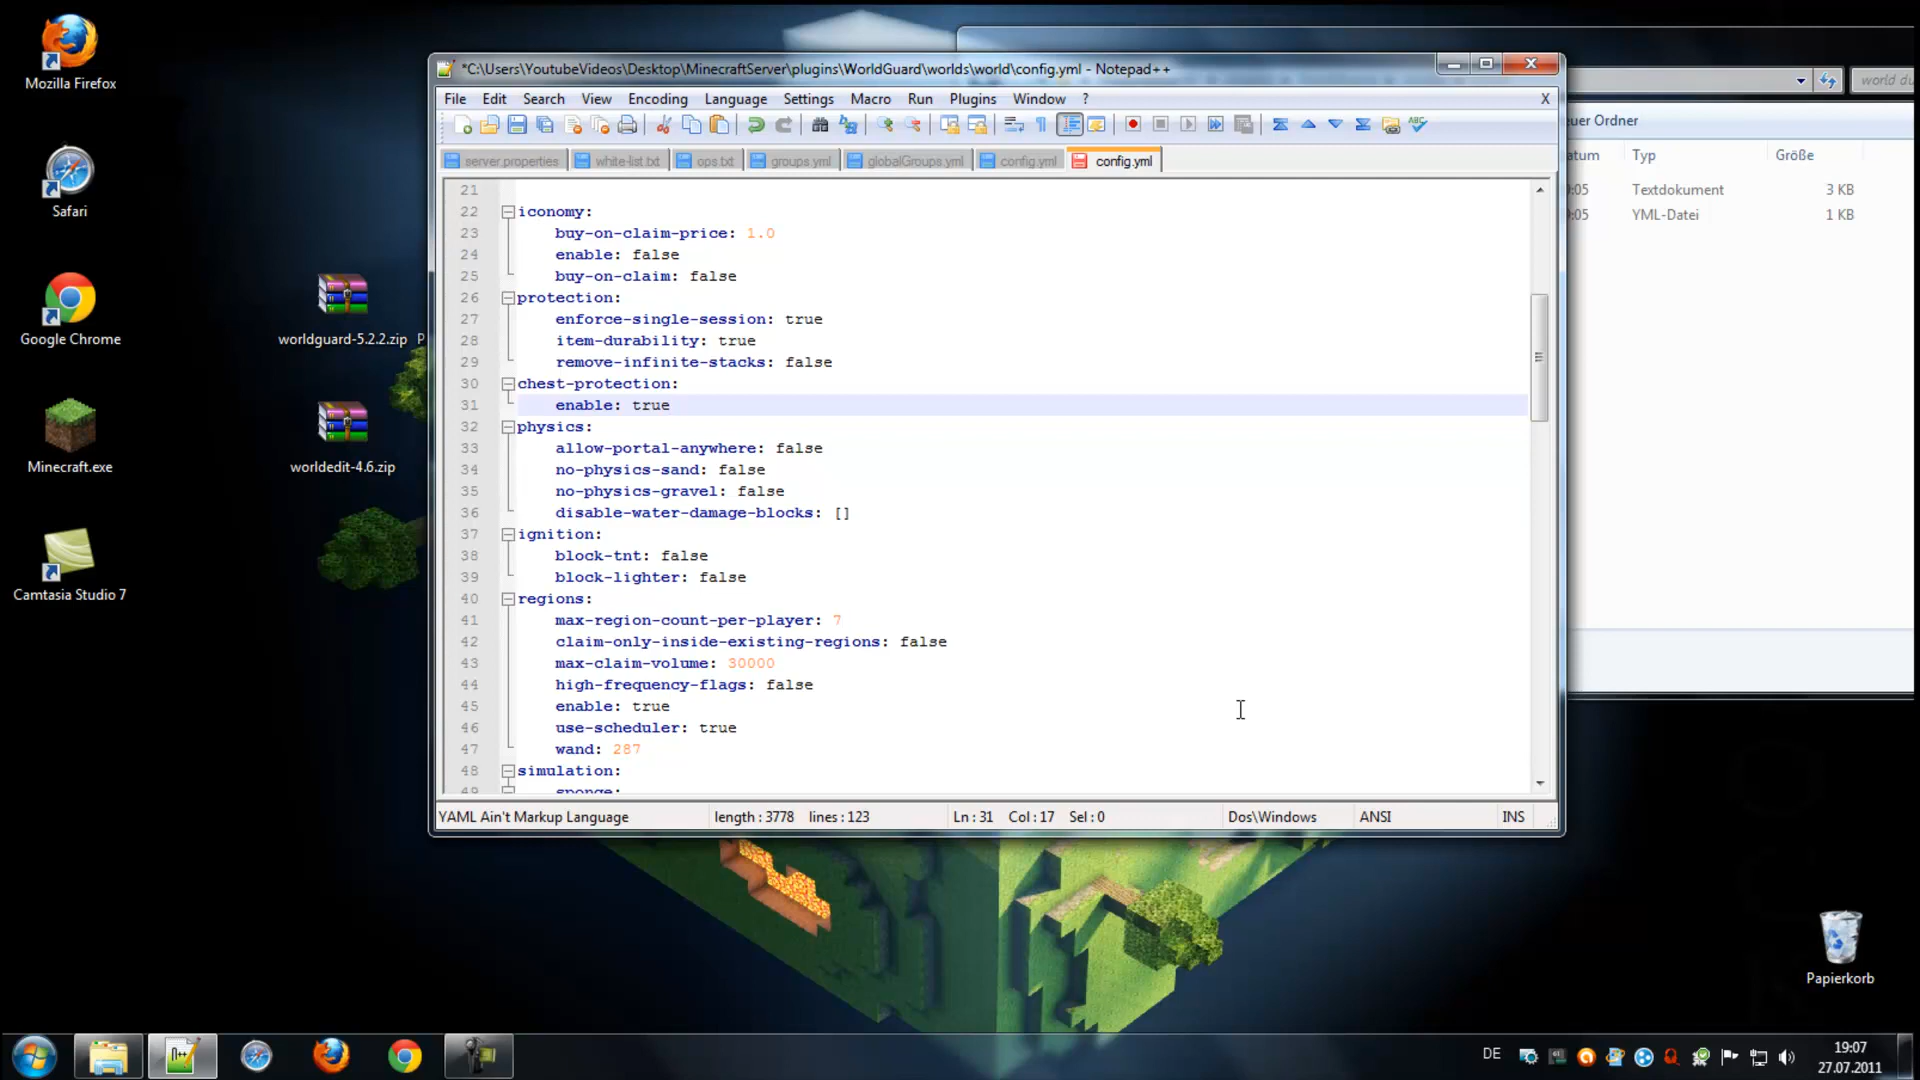 Mozilla Firefox
Safari
Google Chrome
Minecraft.exe
Camtasia Studio 7
worldguard-5.2.2.zip
P
worldedit-4.6.zip
*C:\Users\YoutubeVideos\Desktop\MinecraftServer\plugins\WorldGuard\worlds\world\config.yml - Notepad++
File Edit Search View Encoding Language Settings Macro Run Plugins Window ? X
server.properties white-list.txt ops.txt groups.yml globalGroups.yml config.yml config.yml
21
22 iconomy:
23 buy-on-claim-price: 1.0
24 enable: false
25 buy-on-claim: false
26 protection:
27 enforce-single-session: true
28 item-durability: true
29 remove-infinite-stacks: false
30 chest-protection:
31 enable: true
32 physics:
33 allow-portal-anywhere: false
34 no-physics-sand: false
35 no-physics-gravel: false
36 disable-water-damage-blocks: []
37 ignition:
38 block-tnt: false
39 block-lighter: false
40 regions:
41 max-region-count-per-player: 7
42 claim-only-inside-existing-regions: false
43 max-claim-volume: 30000
44 high-frequency-flags: false
45 enable: true
46 use-scheduler: true
47 wand: 287
48 simulation:
49 sponge:
YAML Ain't Markup Language length : 3778 lines : 123 Ln : 31 Col : 17 Sel : 0 Dos\Windows ANSI INS
world du
euer Ordner
atum Typ Größe
9:05 Textdokument 3 KB
9:05 YML-Datei 1 KB
Papierkorb
DE
19:07
27.07.2011